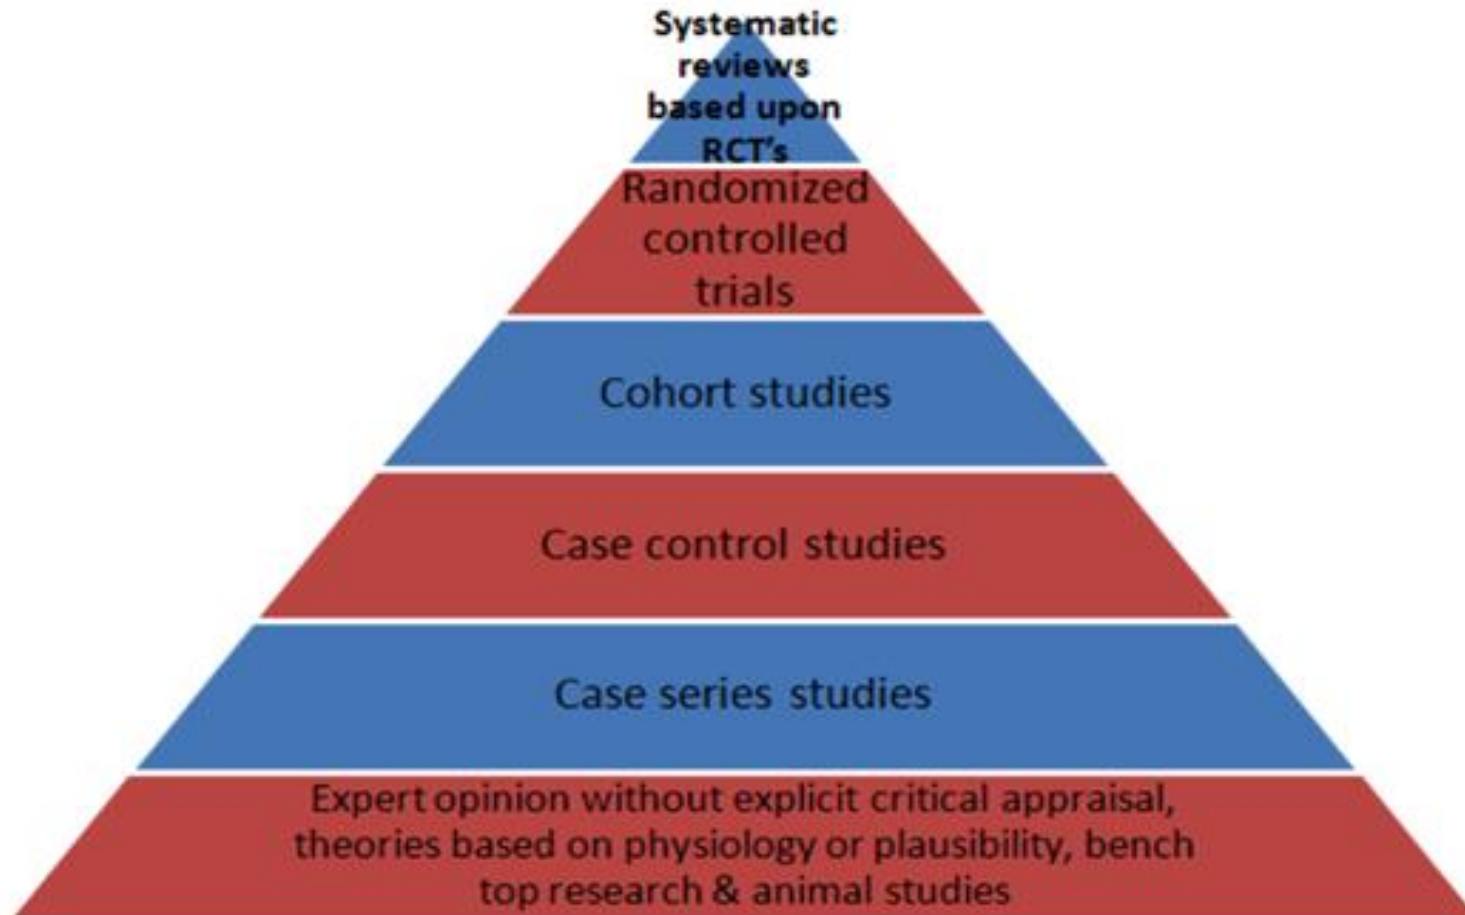 Systematic
reviews
based upon
RCT's
Randomized
controlled
trials
Cohort studies
Case control studies
Case series studies
Expert opinion without explicit critical appraisal,
theories based on physiology or plausibility, bench
top research & animal studies